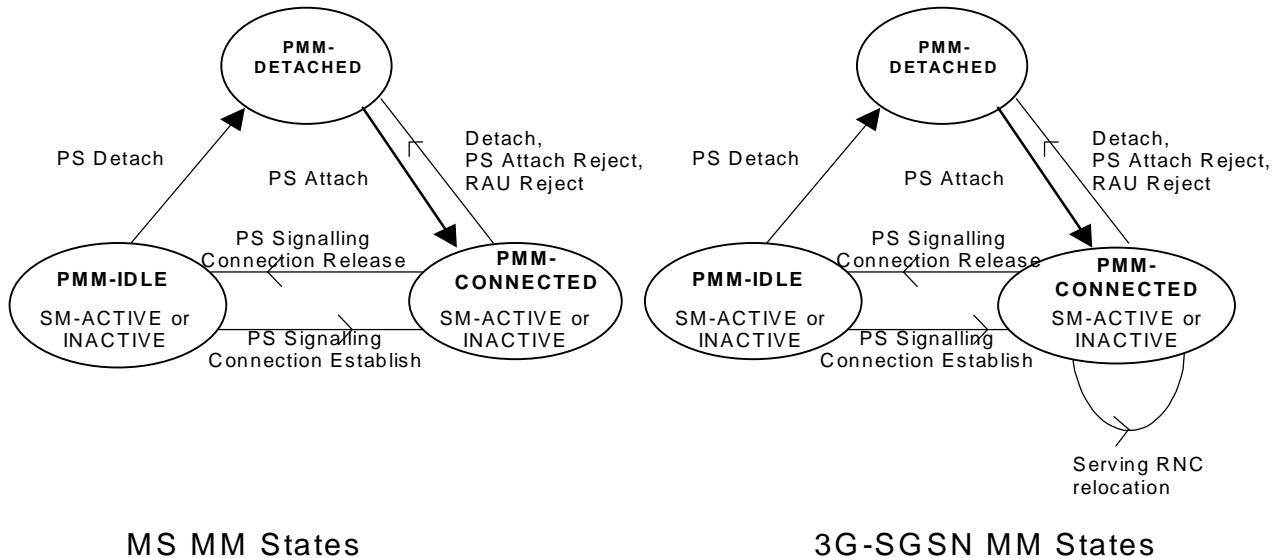 PMM-
DETACHED
PS Detach
PS Attach
Detach,
PS Attach Reject,
RAU Reject
PS Signalling
Connection Release
PMM-IDLE
SM-ACTIVE or
INACTIVE
PMM-
CONNECTED
SM-ACTIVE or
INACTIVE
PS Signalling
Connection Establish
MS MM States
PMM-
DETACHED
PS Detach
PS Attach
Detach,
PS Attach Reject,
RAU Reject
PS Signalling
Connection Release
PMM-IDLE
SM-ACTIVE or
INACTIVE
PMM-
CONNECTED
SM-ACTIVE or
INACTIVE
PS Signalling
Connection Establish
Serving RNC
relocation
3G-SGSN MM States